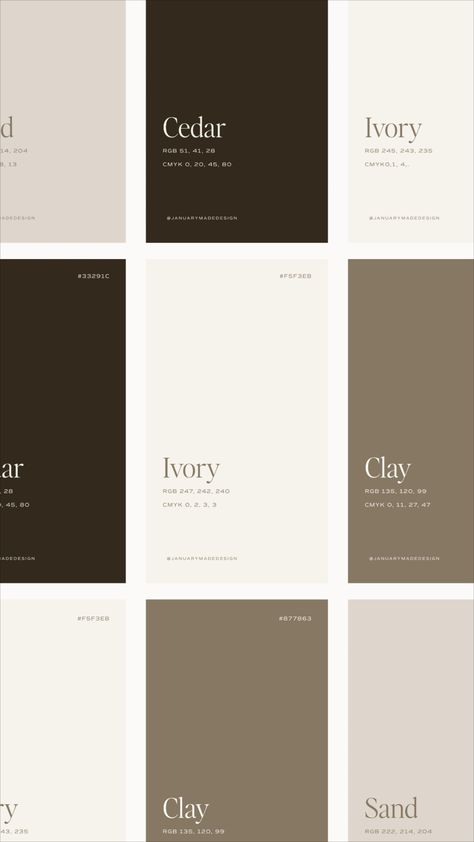 d
14, 204
8, 13
MADEDESIGN
Cedar
RGB 51, 41, 28
CMYK 0, 20, 45, 80
@JANUARYMADEDESIGN
Ivory
RGB 245, 243, 235
CMYK0,1, 4,.
@JANUARYMADEDESIGN
#33291C
ar
, 28
, 45, 80
MADEDESIGN
#F5F3EB
Ivory
RGB 247, 242, 240
CMYK 0, 2, 3, 3
@JANUARYMADEDESIGN
Clay
RGB 135, 120, 99
CMYK 0, 11, 27, 47
@JANUARYMADEDESIGN
#F5F3EB
ry
43, 235
#877863
Clay
RGB 135, 120, 99
Sand
RGB 222, 214, 204